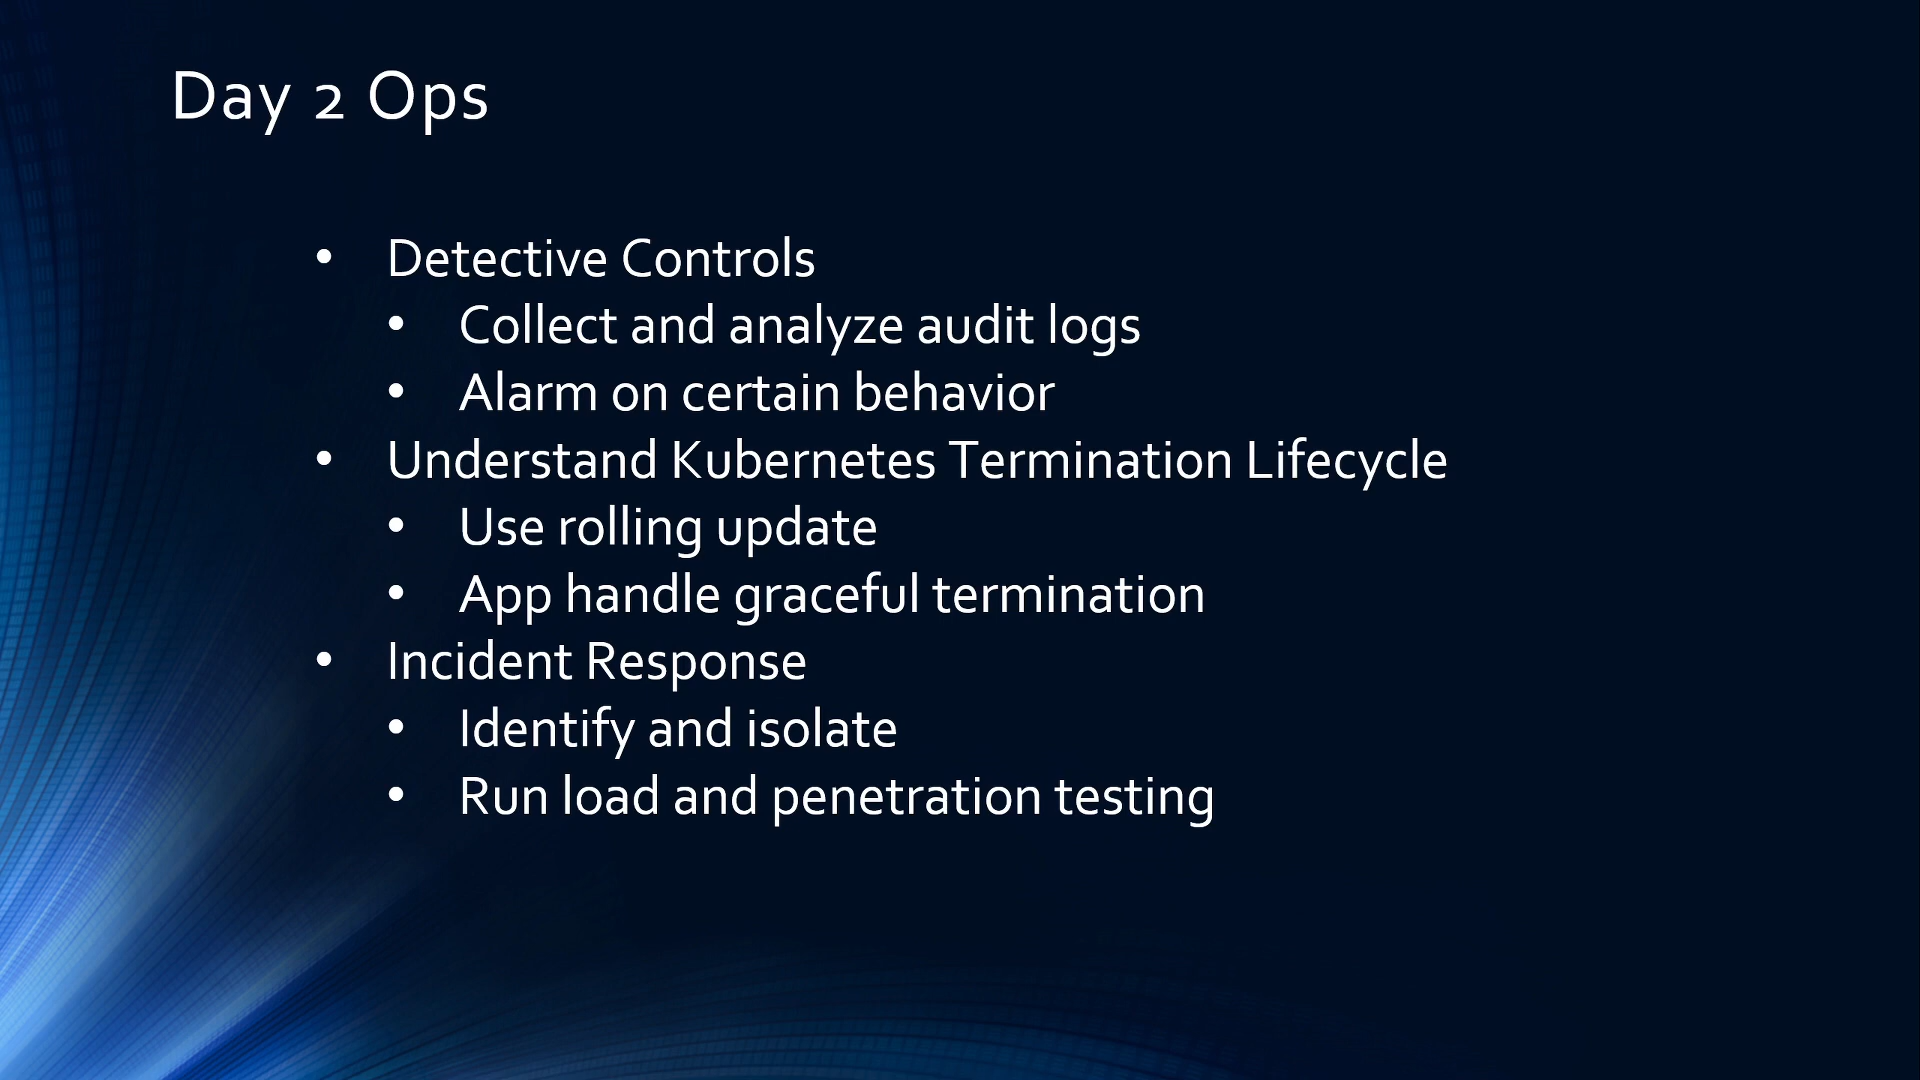 Day 2 Ops
• Detective Controls
• Collect and analyze audit logs
• Alarm on certain behavior
• Understand Kubernetes Termination Lifecycle
• Use rolling update
• App handle graceful termination
• Incident Response
• Identify and isolate
• Run load and penetration testing